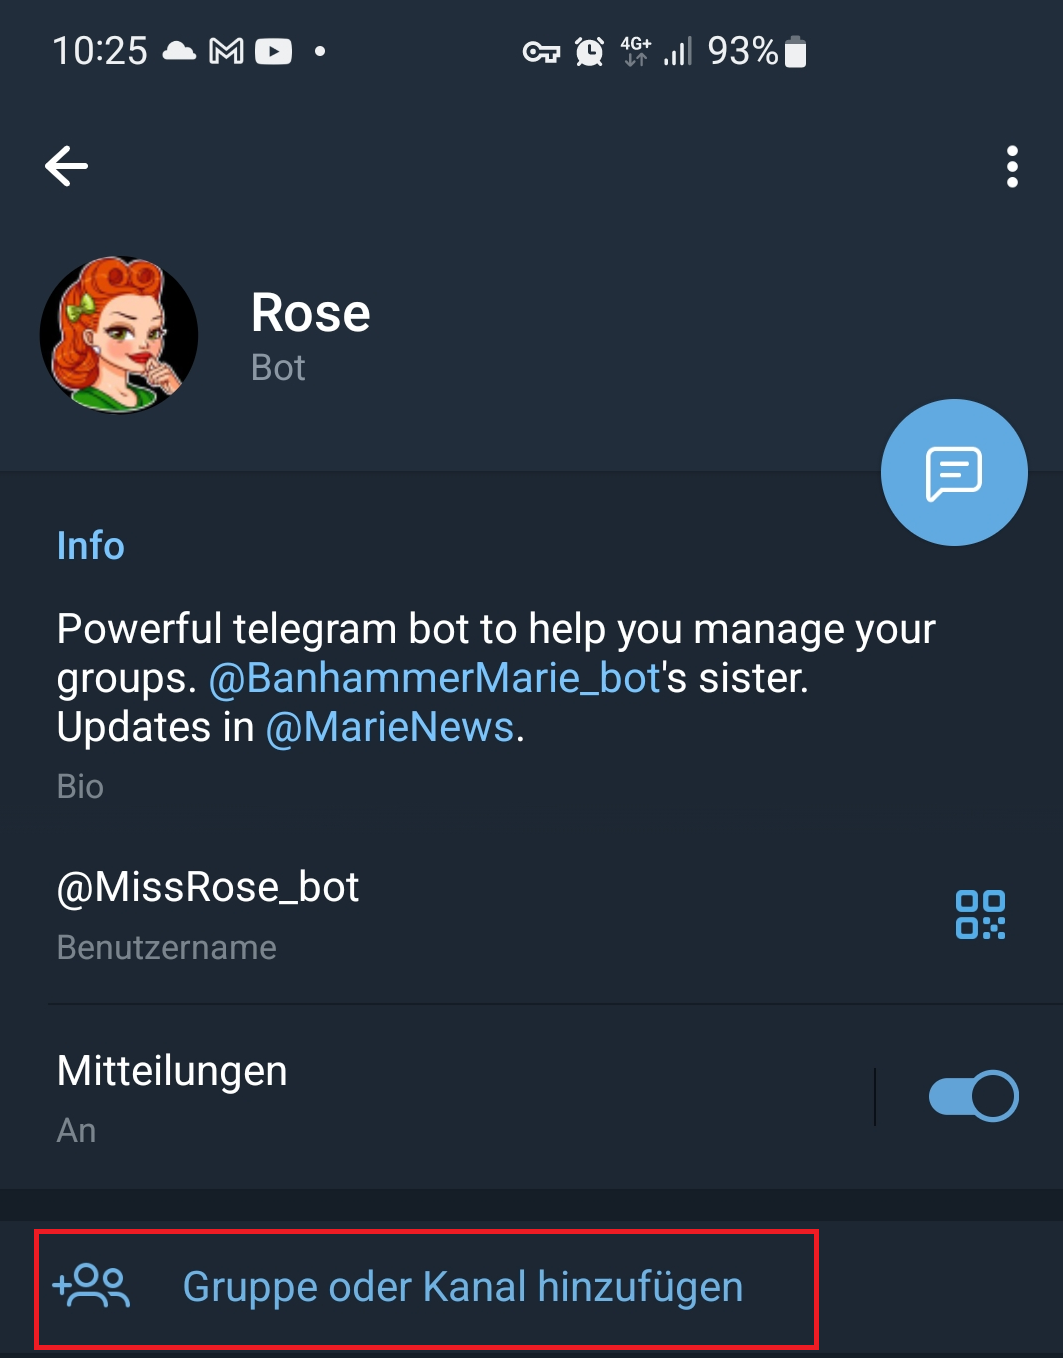 10:25
4G+
93%
Rose
Bot
Info
Powerful telegram bot to help you manage your
groups. @BanhammerMarie_bot's sister.
Updates in @MarieNews.
Bio
@MissRose_bot
Benutzername
Mitteilungen
An
Gruppe oder Kanal hinzufügen